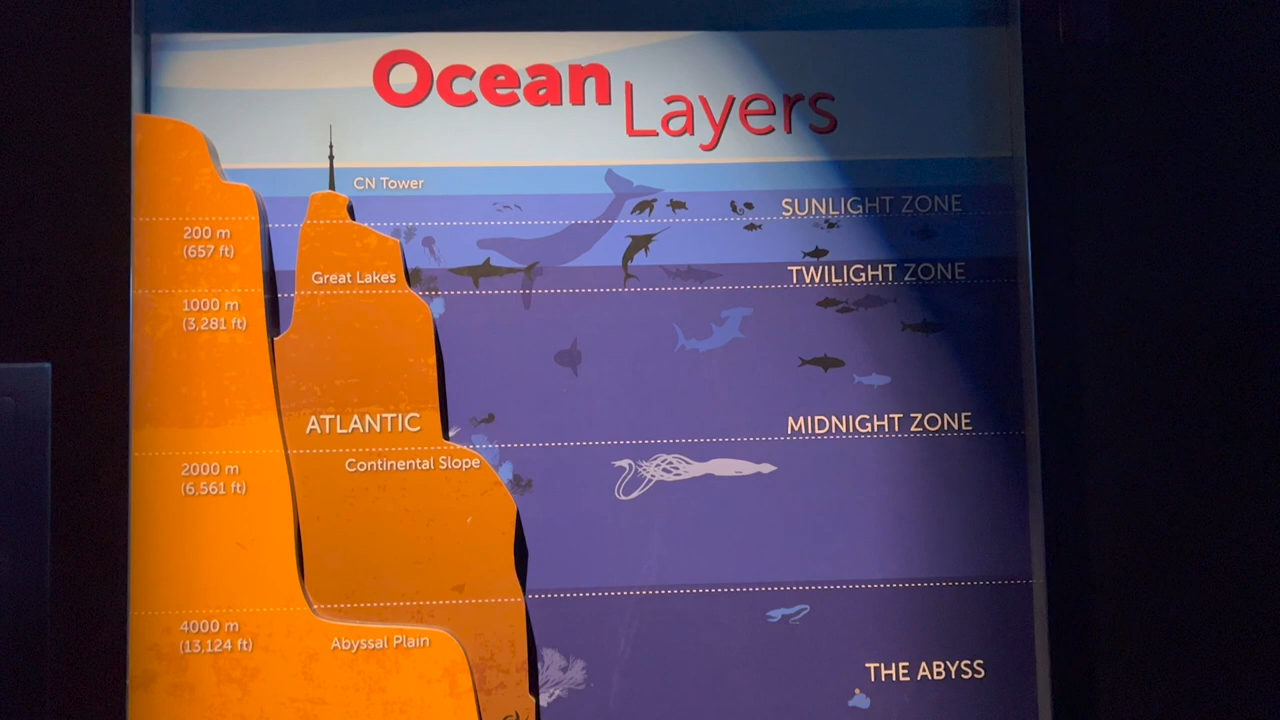 Ocean
Layers
CN Tower
SUNLIGHT ZONE
200 m
(657 ft)
Great Lakes
TWILIGHT ZONE
1000 m
(3,281 ft)
ATLANTIC
MIDNIGHT ZONE
Continental Slope
2000 m
(6,561 ft)
4000 m
(13,124 ft)
Abyssal Plain
THE ABYSS